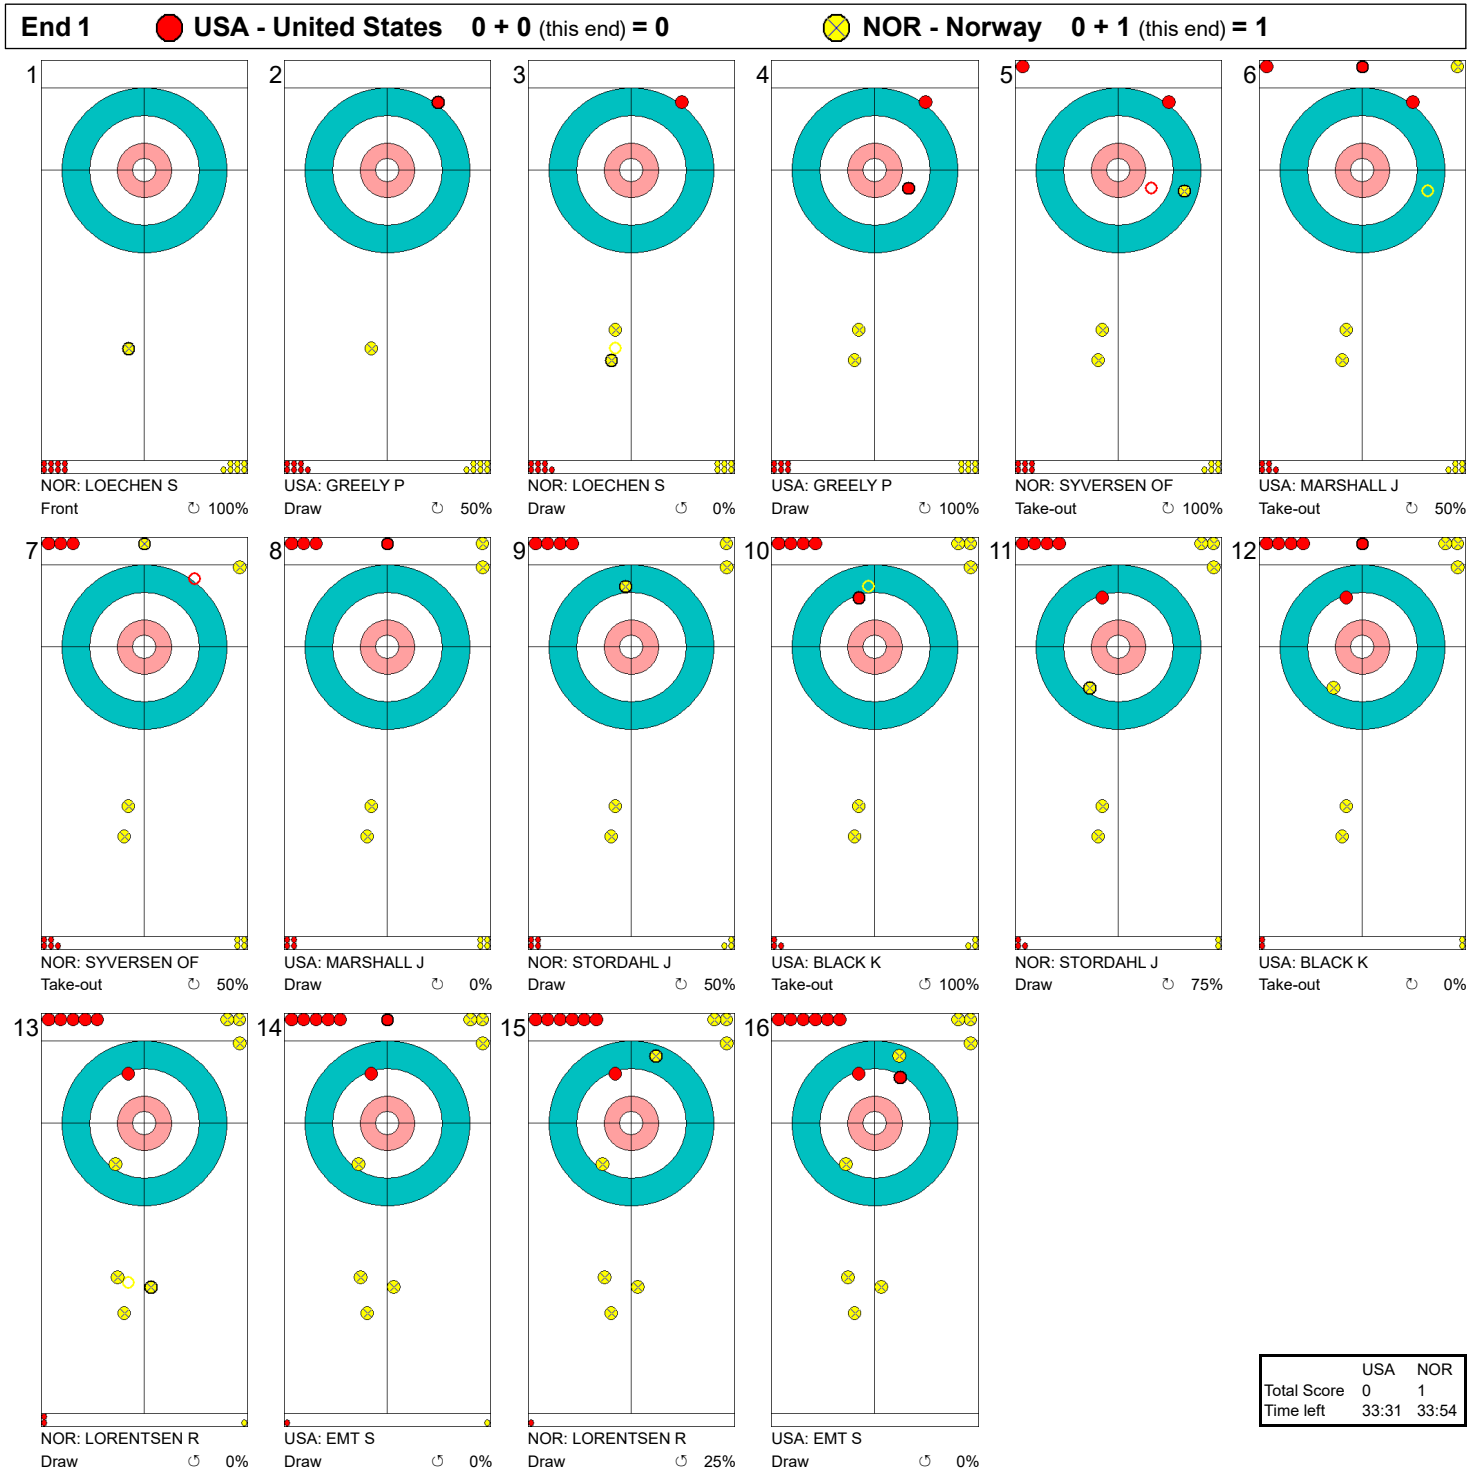 End 1 USA - United States 0 + 0 (this end) = 0 NOR - Norway 0 + 1 (this end) = 1
1 2 3 4 5 6
NOR: LOECHEN S USA: GREELY P NOR: LOECHEN S USA: GREELY P NOR: SYVERSEN OF USA: MARSHALL J
Front ↻ 100% Draw ↻ 50% Draw ↺ 0% Draw ↻ 100% Take-out ↻ 100% Take-out ↻ 50%
7 8 9 10 11 12
NOR: SYVERSEN OF USA: MARSHALL J NOR: STORDAHL J USA: BLACK K NOR: STORDAHL J USA: BLACK K
Take-out ↻ 50% Draw ↻ 0% Draw ↻ 50% Take-out ↺ 100% Draw ↻ 75% Take-out ↻ 0%
13 14 15 16
NOR: LORENTSEN R USA: EMT S NOR: LORENTSEN R USA: EMT S
Draw ↺ 0% Draw ↺ 0% Draw ↺ 25% Draw ↺ 0%
USA NOR
Total Score 0 1
Time left 33:31 33:54